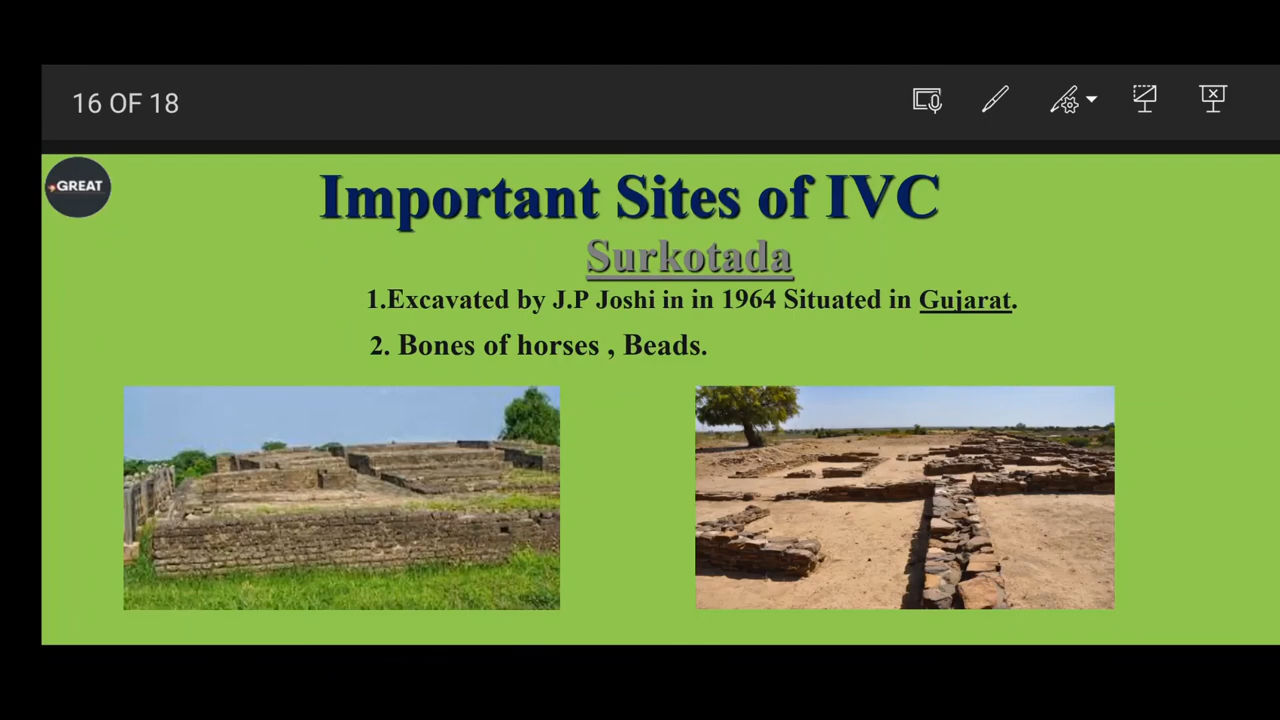 16 OF 18
GREAT
Important Sites of IVC
Surkotada
1.Excavated by J.P Joshi in in 1964 Situated in Gujarat.
2. Bones of horses , Beads.